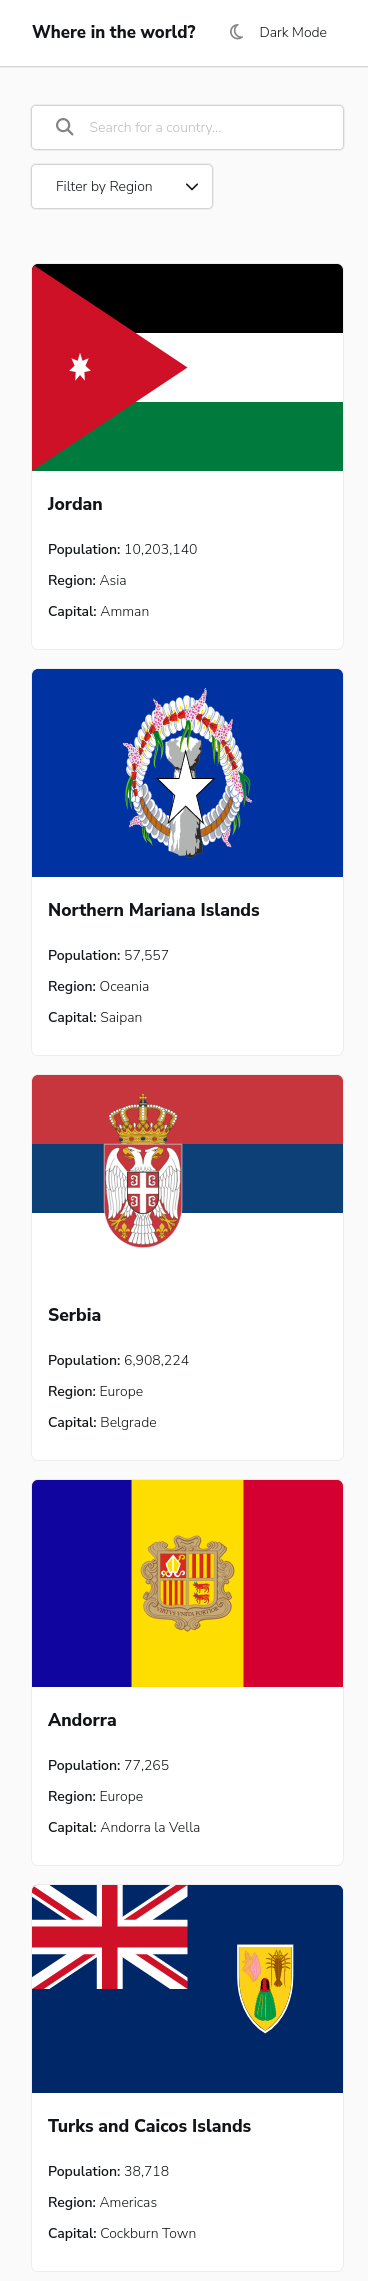 Where in the world?
Dark Mode
Search for a country...
Filter by Region
Jordan
Population: 10,203,140
Region: Asia
Capital: Amman
Northern Mariana Islands
Population: 57,557
Region: Oceania
Capital: Saipan
Serbia
Population: 6,908,224
Region: Europe
Capital: Belgrade
Andorra
Population: 77,265
Region: Europe
Capital: Andorra la Vella
Turks and Caicos Islands
Population: 38,718
Region: Americas
Capital: Cockburn Town